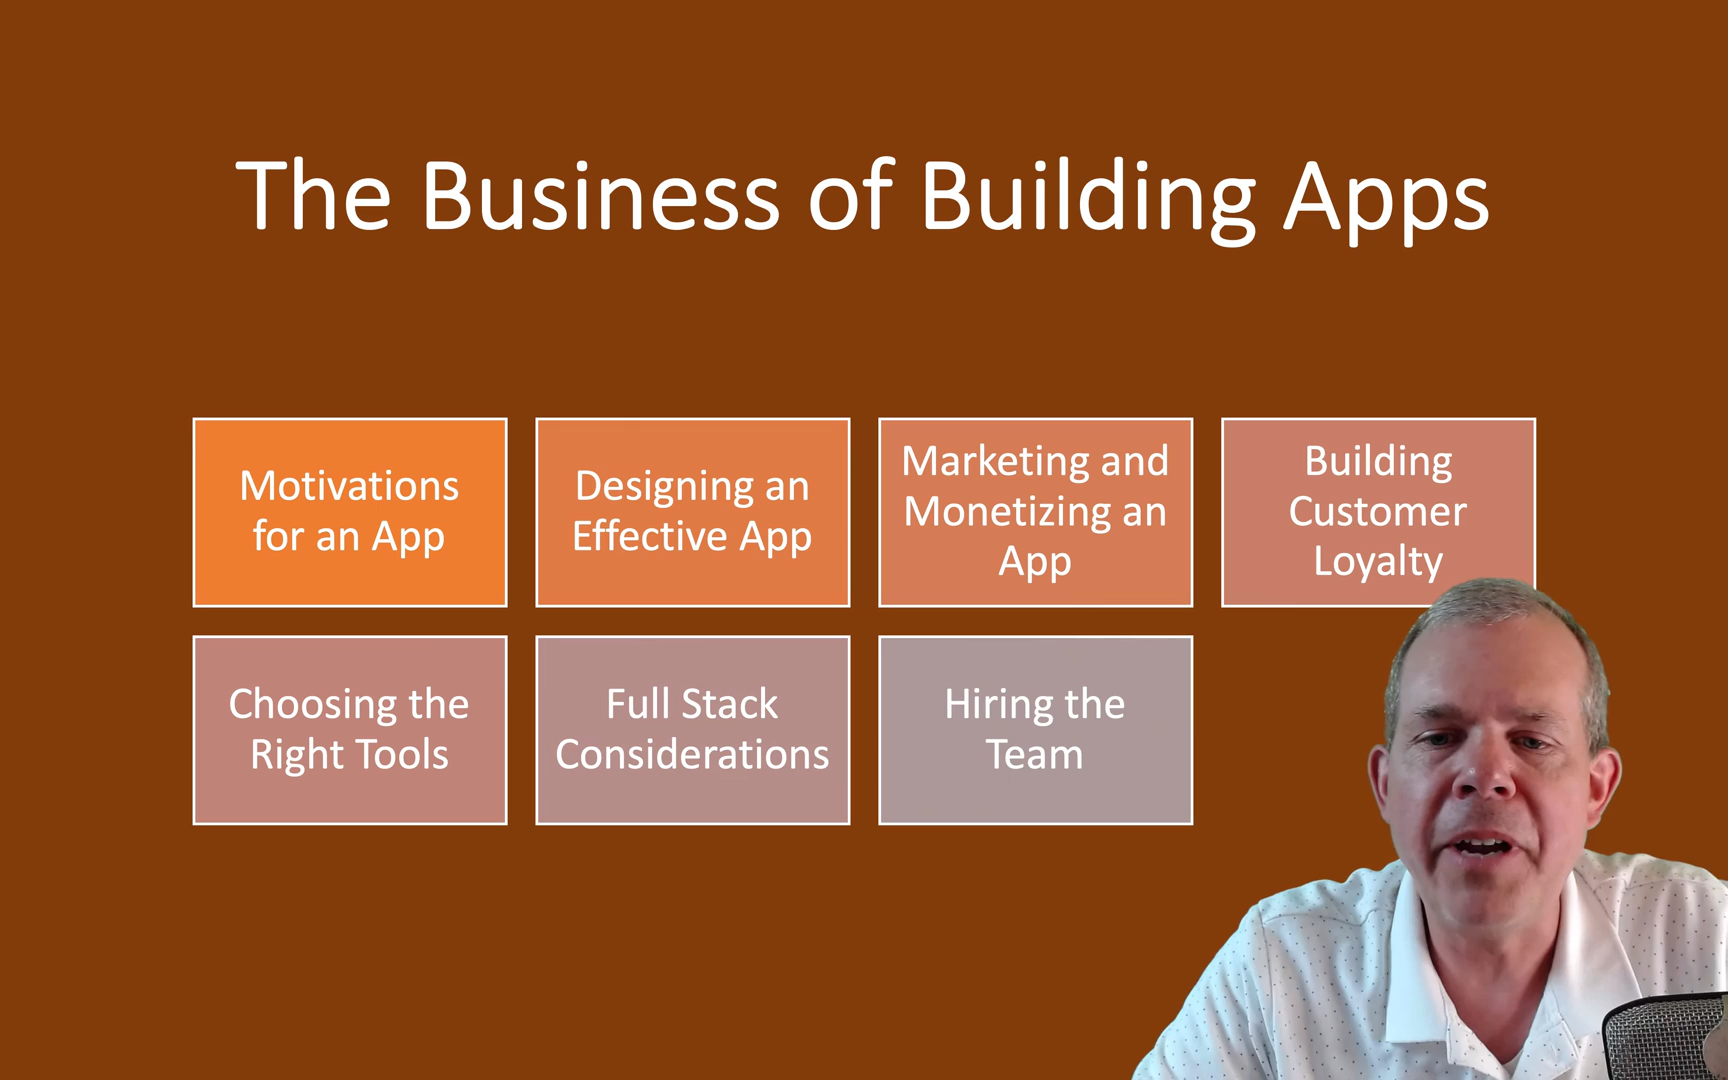 The Business of Building Apps
Motivations
for an App
Designing an
Effective App
Marketing and
Monetizing an
App
Building
Customer
Loyalty
Choosing the
Right Tools
Full Stack
Considerations
Hiring the
Team